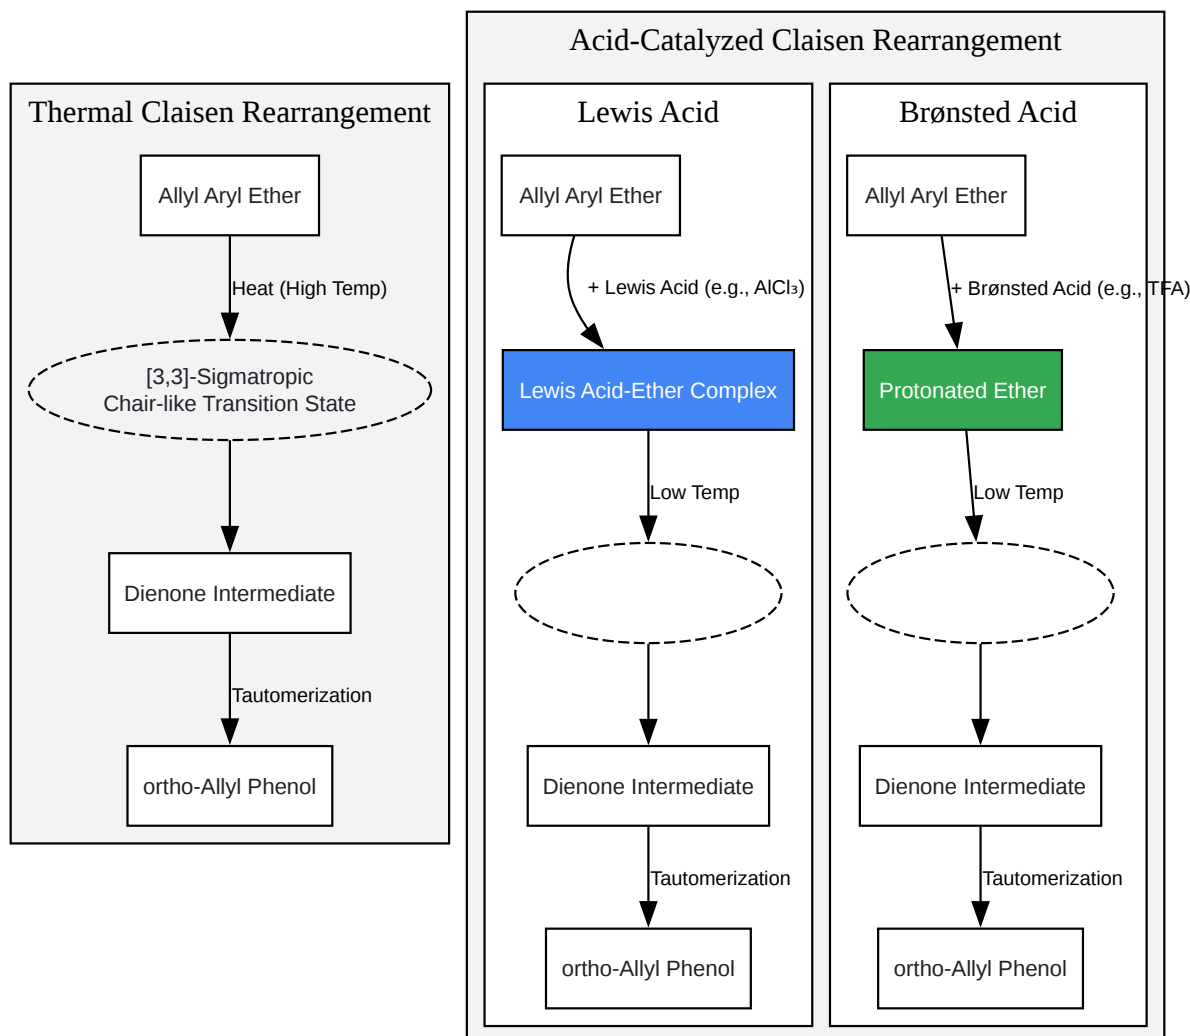 Acid-Catalyzed Claisen Rearrangement
Thermal Claisen Rearrangement
Allyl Aryl Ether
Heat (High Temp)
[3,3]-Sigmatropic
Chair-like Transition State
Dienone Intermediate
Tautomerization
ortho-Allyl Phenol
Lewis Acid
Allyl Aryl Ether
+ Lewis Acid (e.g., AlCl₃)
Lewis Acid-Ether Complex
Low Temp
Dienone Intermediate
Tautomerization
ortho-Allyl Phenol
Brønsted Acid
Allyl Aryl Ether
+ Brønsted Acid (e.g., TFA)
Protonated Ether
Low Temp
Dienone Intermediate
Tautomerization
ortho-Allyl Phenol